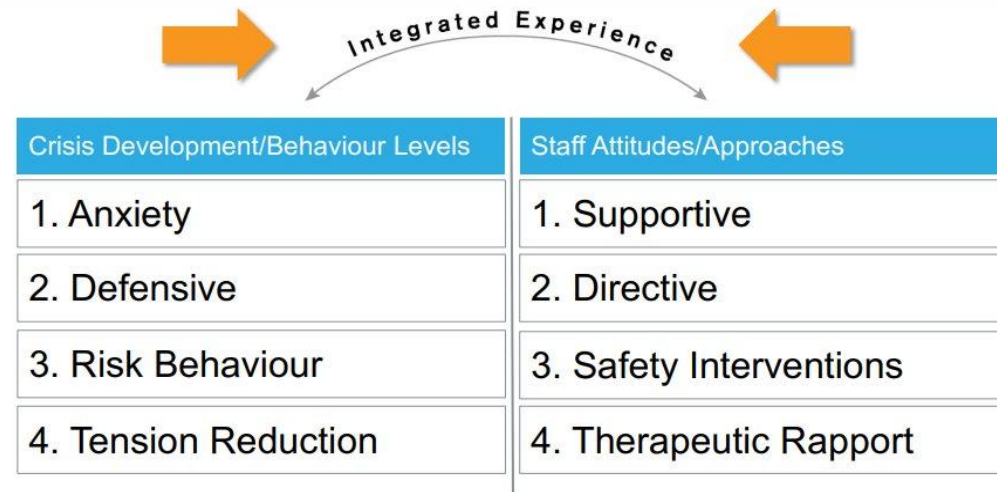 Integrated Experience
Crisis Development/Behaviour Levels
Staff Attitudes/Approaches
1. Anxiety
1. Supportive
2. Defensive
2. Directive
3. Risk Behaviour
3. Safety Interventions
4. Tension Reduction
4. Therapeutic Rapport